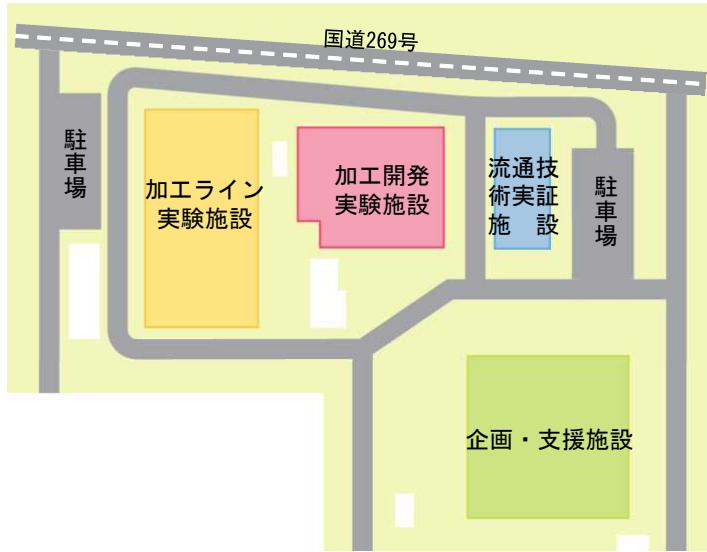 国道269号
駐車場
加工ライン
実験施設
加工開発
実験施設
流通技
術実証
施　設
駐車場
企画・支援施設